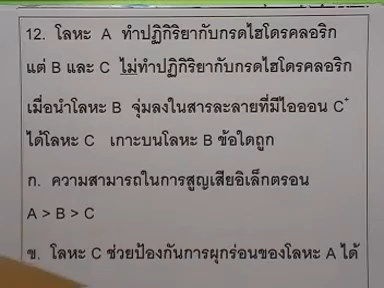 12. โลหะ A ทำปฏิกิริยากับกรดไฮโดรคลอริก
แต่ B และ C ไม่ทำปฏิกิริยากับกรดไฮโดรคลอริก
เมื่อนำโลหะ B จุ่มลงในสารละลายที่มีไอออน C⁺
ได้โลหะ C เกาะบนโลหะ B ข้อใดถูก
ก. ความสามารถในการสูญเสียอิเล็กตรอน
A > B > C
ข. โลหะ C ช่วยป้องกันการผุกร่อนของโลหะ A ได้